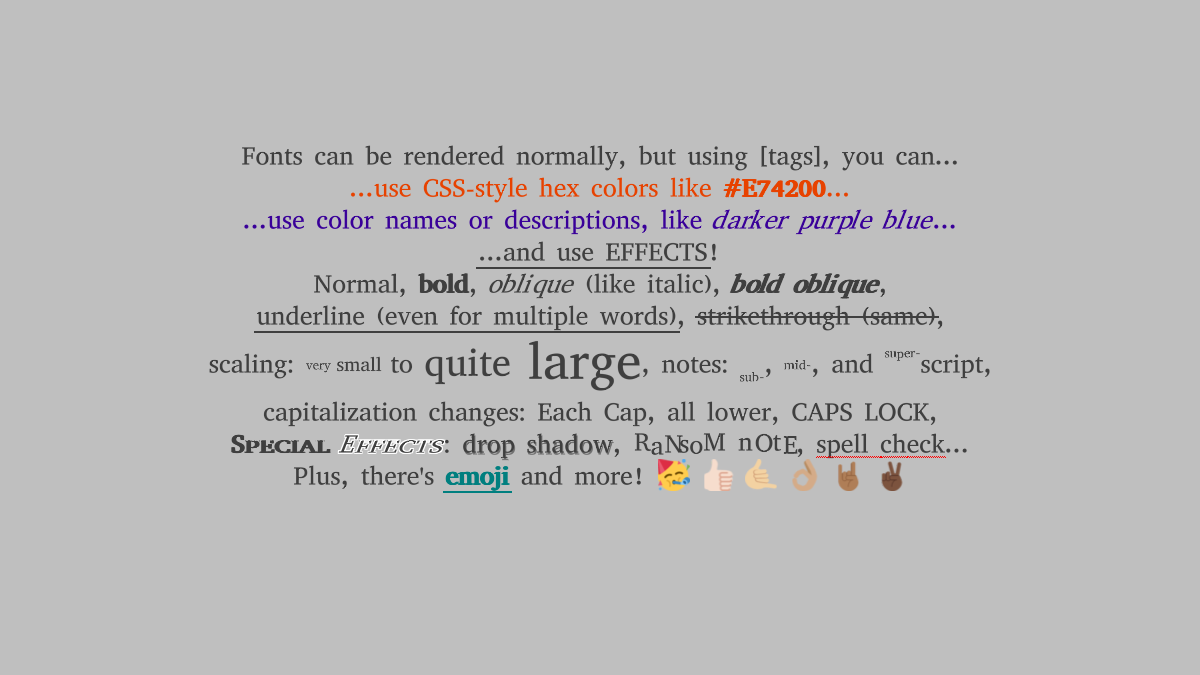 Fonts can be rendered normally, but using [tags], you can...
...use CSS-style hex colors like #E74200...
...use color names or descriptions, like darker purple blue...
...and use EFFECTS!
Normal, bold, oblique (like italic), bold oblique,
underline (even for multiple words), strikethrough (same),
scaling: very small to quite large, notes: sub-, mid-, and super-script,
capitalization changes: Each Cap, all lower, CAPS LOCK,
Special Effects: drop shadow, RaNsoM nOtE, spell check...
Plus, there's emoji and more! 🥳 👍🏻 🤙🏼 👌🏽 🤘🏾 ✌🏿